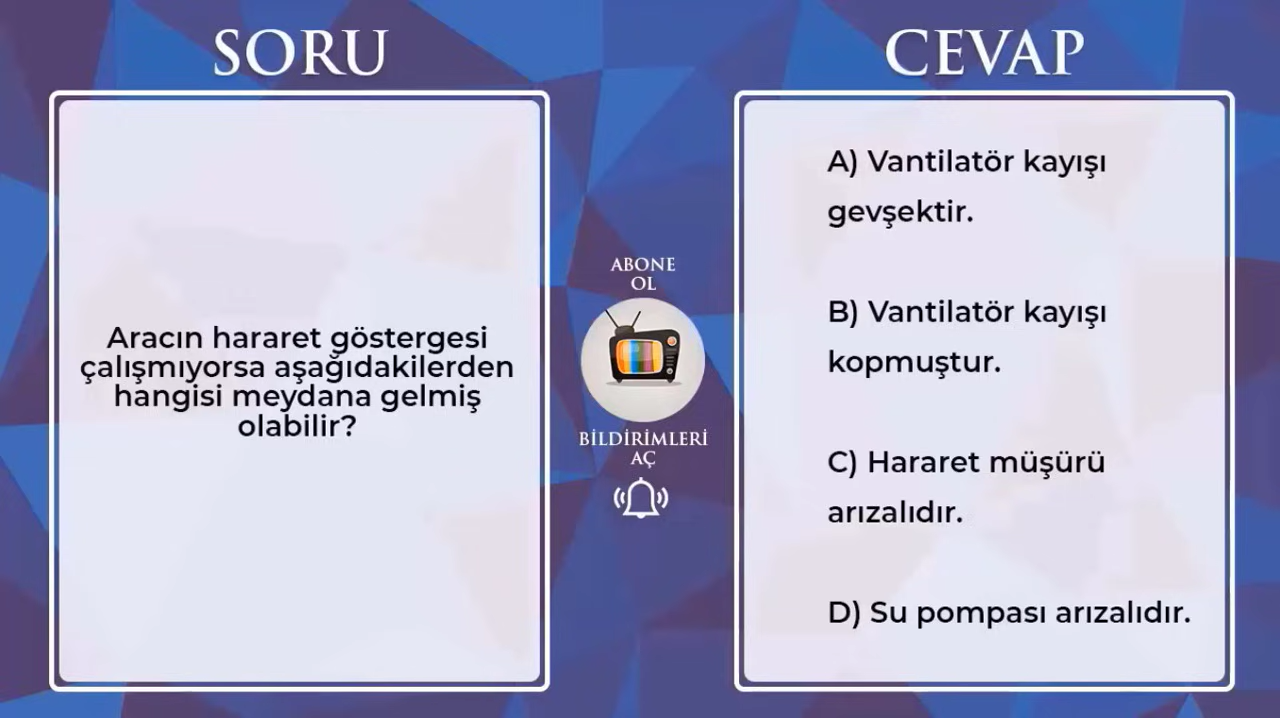 SORU
Aracın hararet göstergesi
çalışmıyorsa aşağıdakilerden
hangisi meydana gelmiş
olabilir?
ABONE
OL
BİLDİRİMLERİ
AÇ
CEVAP
A) Vantilatör kayışı
gevşektir.
B) Vantilatör kayışı
kopmuştur.
C) Hararet müşürü
arızalıdır.
D) Su pompası arızalıdır.